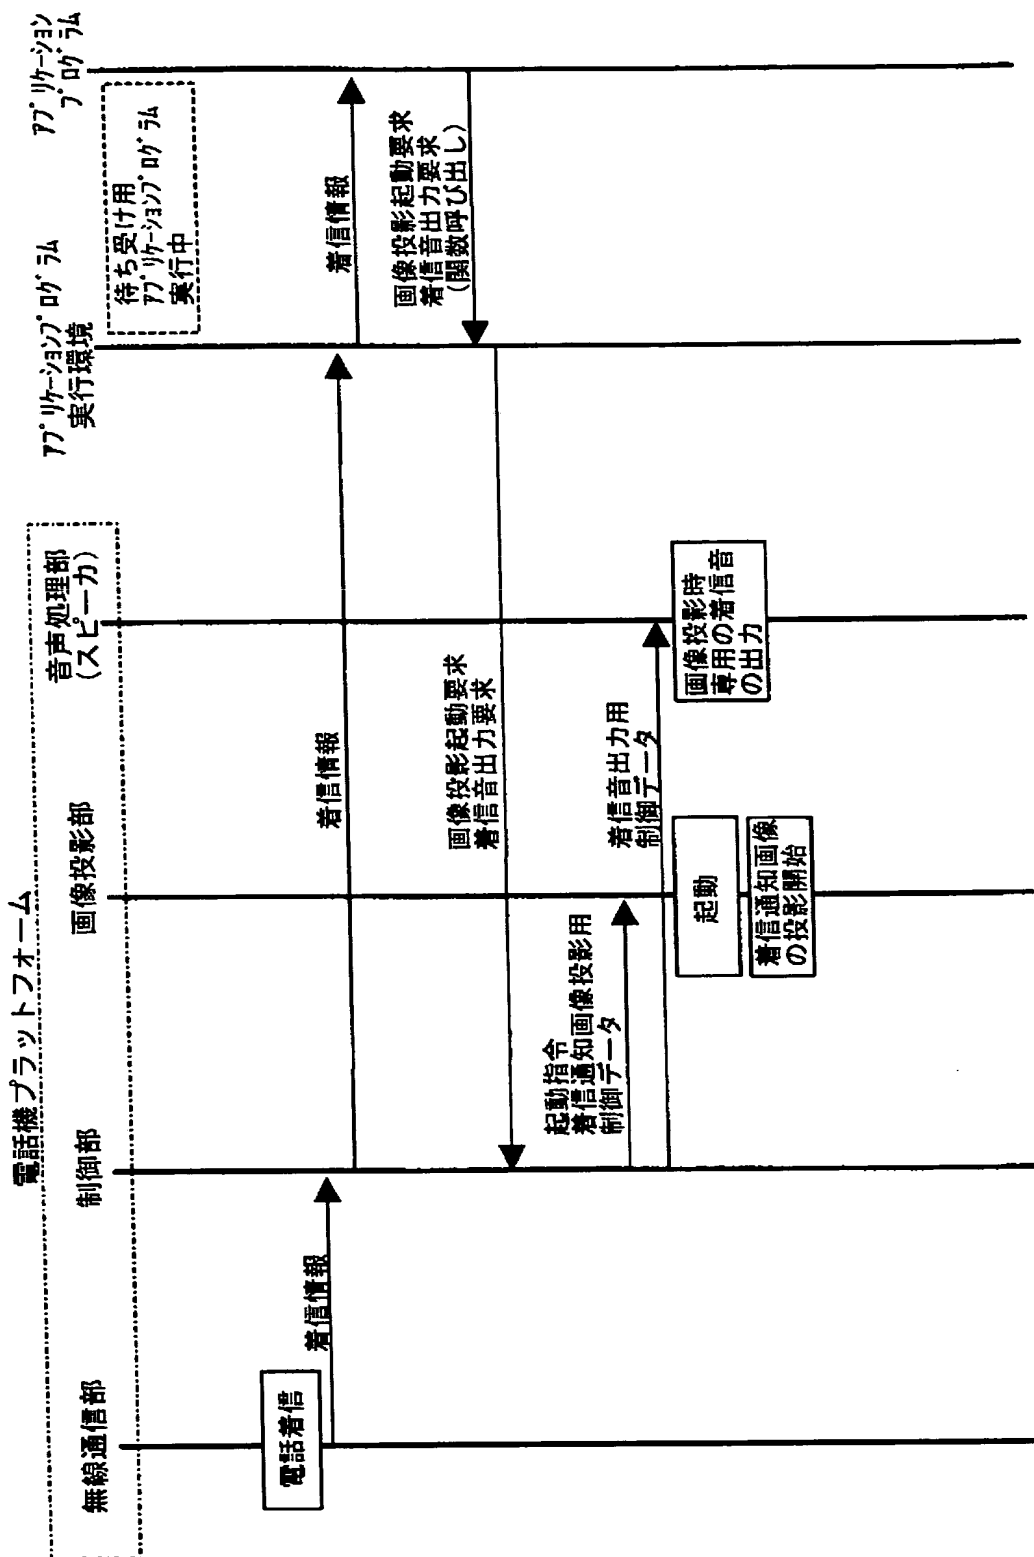 電話機プラットフォーム
無線通信部
制御部
画像投影部
音声処理部
(スピーカ)
アプリケーションプログラム
実行環境
アプリケーション
プログラム
待ち受け用
アプリケーションプログラム
実行中
電話着信
着信情報
着信情報
着信情報
画像投影起動要求
着信音出力要求
(関数呼び出し)
画像投影起動要求
着信音出力要求
起動指令
着信通知画像投影用
制御データ
着信音出力用
制御データ
起動
着信通知画像
の投影開始
画像投影時
専用の着信音
の出力